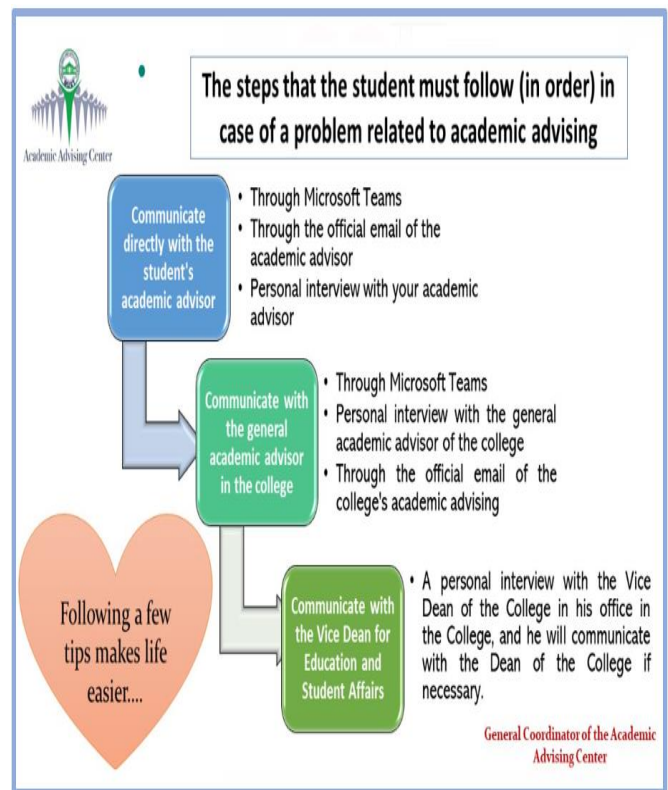 Academic Advising Center
The steps that the student must follow (in order) in
case of a problem related to academic advising
Communicate
directly with the
student's
academic advisor
• Through Microsoft Teams
• Through the official email of the
academic advisor
• Personal interview with your academic
advisor
Communicate with
the general
academic advisor
in the college
• Through Microsoft Teams
• Personal interview with the general
academic advisor of the college
• Through the official email of the
college's academic advising
Following a few
tips makes life
easier....
Communicate with
the Vice Dean for
Education and
Student Affairs
• A personal interview with the Vice
Dean of the College in his office in
the College, and he will communicate
with the Dean of the College if
necessary.
General Coordinator of the Academic
Advising Center